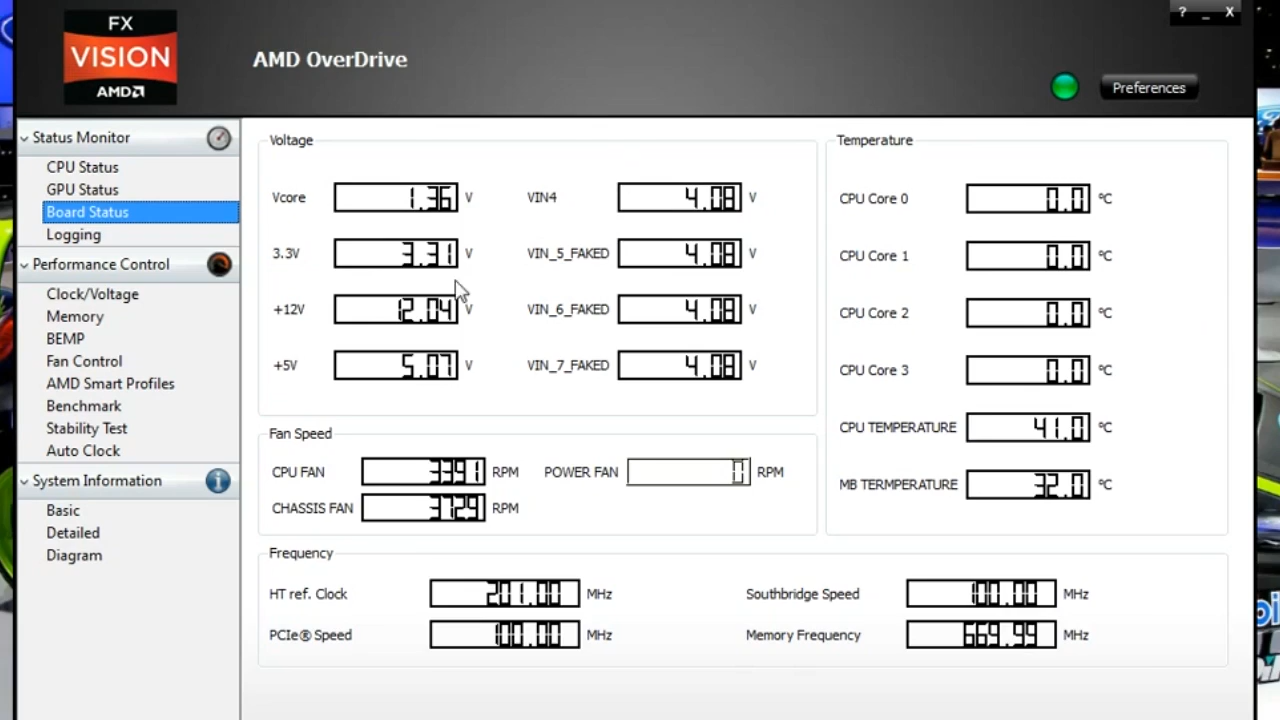 FX
VISION
AMD
AMD OverDrive
? _ X
Preferences
Status Monitor
CPU Status
GPU Status
Board Status
Logging
Performance Control
Clock/Voltage
Memory
BEMP
Fan Control
AMD Smart Profiles
Benchmark
Stability Test
Auto Clock
System Information
Basic
Detailed
Diagram
Voltage
Vcore 1.36 V VIN4 4.08 V
3.3V 3.31 V VIN_5_FAKED 4.08 V
+12V 12.04 V VIN_6_FAKED 4.08 V
+5V 5.07 V VIN_7_FAKED 4.08 V
Fan Speed
CPU FAN 3391 RPM POWER FAN 0 RPM
CHASSIS FAN 3729 RPM
Temperature
CPU Core 0 0.0 °C
CPU Core 1 0.0 °C
CPU Core 2 0.0 °C
CPU Core 3 0.0 °C
CPU TEMPERATURE 41.0 °C
MB TERMPERATURE 32.0 °C
Frequency
HT ref. Clock 201.00 MHz Southbridge Speed 100.00 MHz
PCIe® Speed 100.00 MHz Memory Frequency 669.99 MHz